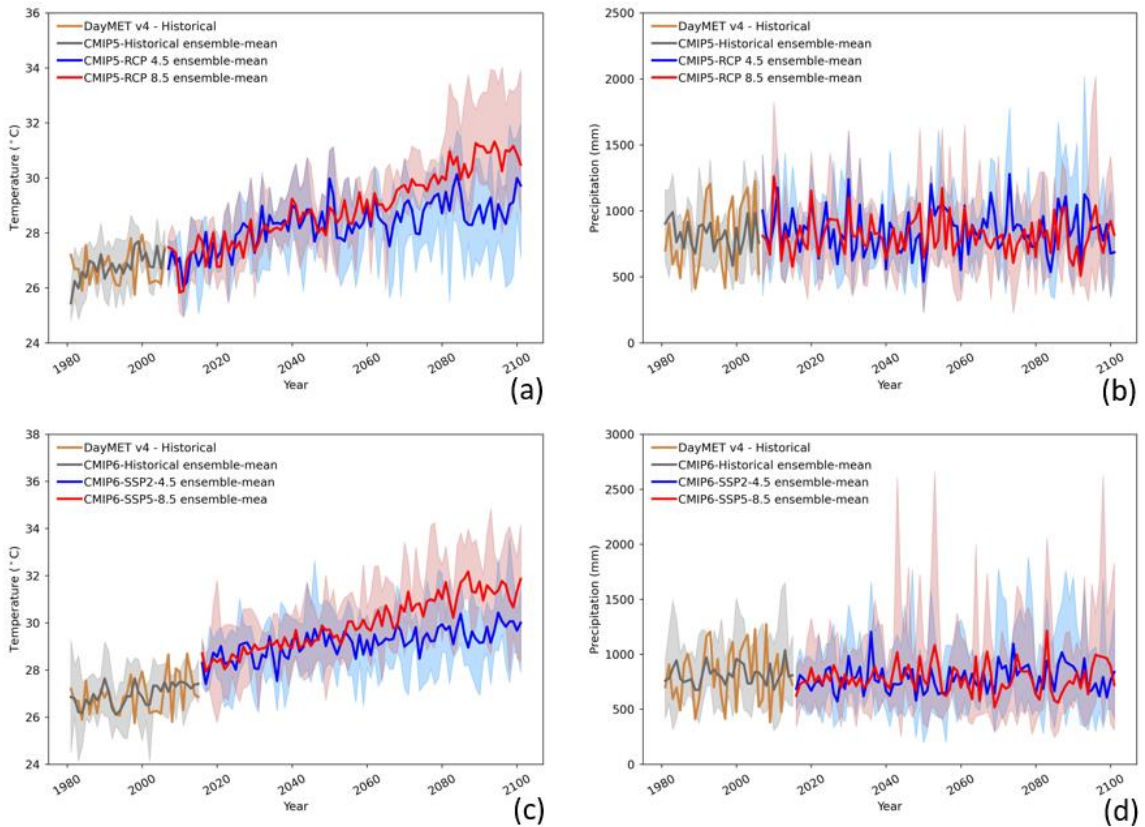 36
34
32
30
28
26
24
Temperature (°C)
DayMET v4 - Historical
CMIP5-Historical ensemble-mean
CMIP5-RCP 4.5 ensemble-mean
CMIP5-RCP 8.5 ensemble-mean
1980 2000 2020 2040 2060 2080 2100
Year
(a)
2500
2000
1500
1000
500
0
Precipitation (mm)
DayMET v4 - Historical
CMIP5-Historical ensemble-mean
CMIP5-RCP 4.5 ensemble-mean
CMIP5-RCP 8.5 ensemble-mean
1980 2000 2020 2040 2060 2080 2100
Year
(b)
38
36
34
32
30
28
26
24
Temperature (°C)
DayMET v4 - Historical
CMIP6-Historical ensemble-mean
CMIP6-SSP2-4.5 ensemble-mean
CMIP6-SSP5-8.5 ensemble-mea
1980 2000 2020 2040 2060 2080 2100
Year
(c)
3000
2500
2000
1500
1000
500
0
Precipitation (mm)
DayMET v4 - Historical
CMIP6-Historical ensemble-mean
CMIP6-SSP2-4.5 ensemble-mean
CMIP6-SSP5-8.5 ensemble-mean
1980 2000 2020 2040 2060 2080 2100
Year
(d)